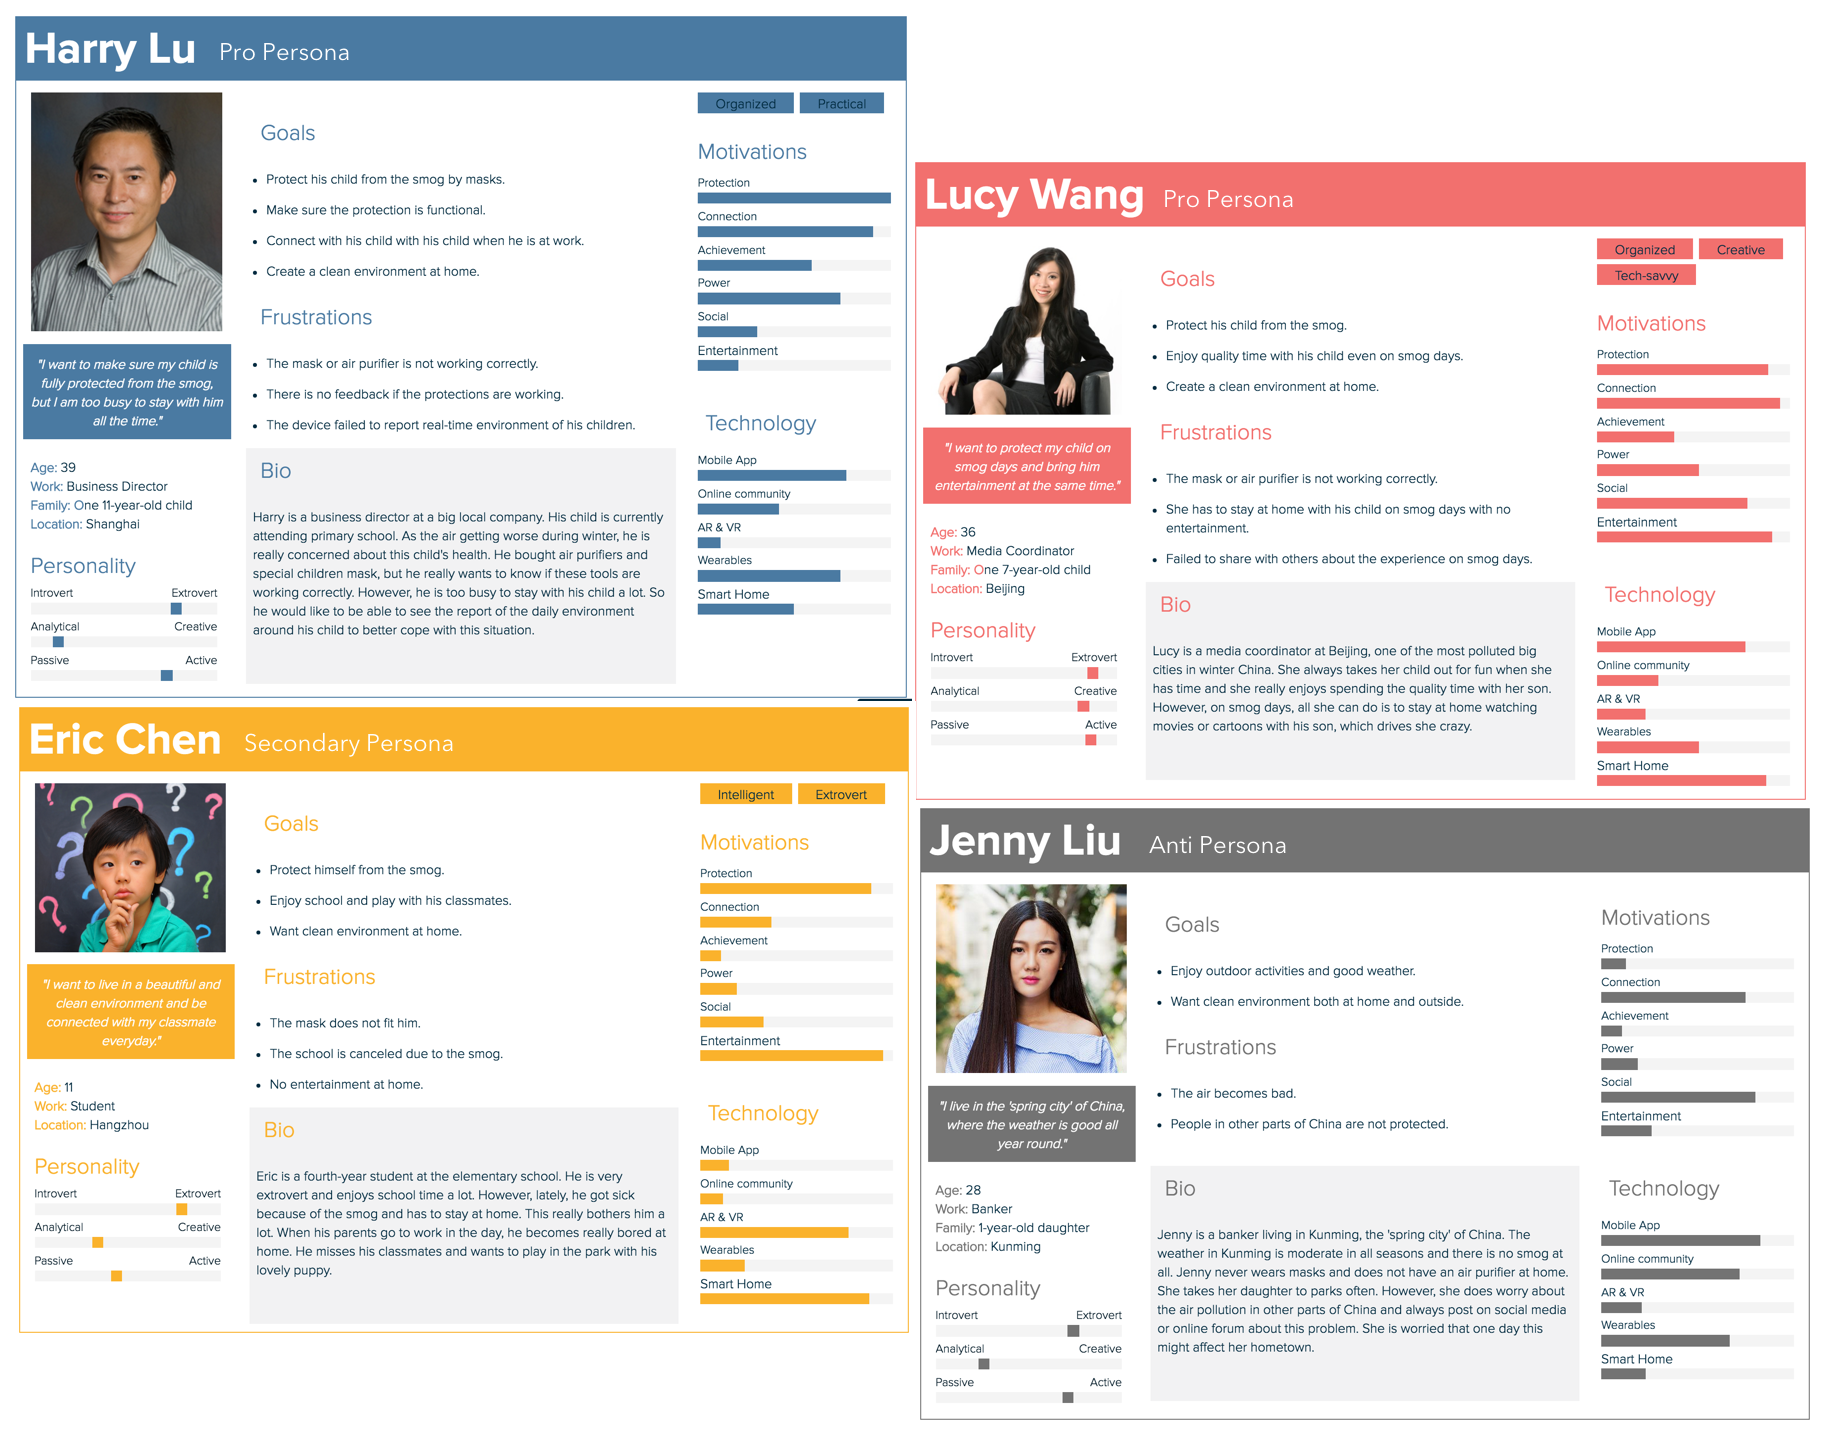 Harry Lu Pro Persona
"I want to make sure my child is
fully protected from the smog,
but I am too busy to stay with him
all the time."
Age: 39
Work: Business Director
Family: One 11-year-old child
Location: Shanghai
Personality
Introvert Extrovert
Analytical Creative
Passive Active
Goals
• Protect his child from the smog by masks.
• Make sure the protection is functional.
• Connect with his child with his child when he is at work.
• Create a clean environment at home.
Frustrations
• The mask or air purifier is not working correctly.
• There is no feedback if the protections are working.
• The device failed to report real-time environment of his children.
Bio
Harry is a business director at a big local company. His child is currently
attending primary school. As the air getting worse during winter, he is
really concerned about this child's health. He bought air purifiers and
special children mask, but he really wants to know if these tools are
working correctly. However, he is too busy to stay with his child a lot. So
he would like to be able to see the report of the daily environment
around his child to better cope with this situation.
Organized Practical
Motivations
Protection
Connection
Achievement
Power
Social
Entertainment
Technology
Mobile App
Online community
AR & VR
Wearables
Smart Home
Lucy Wang Pro Persona
"I want to protect my child on
smog days and bring him
entertainment at the same time."
Age: 36
Work: Media Coordinator
Family: One 7-year-old child
Location: Beijing
Personality
Introvert Extrovert
Analytical Creative
Passive Active
Goals
• Protect his child from the smog.
• Enjoy quality time with his child even on smog days.
• Create a clean environment at home.
Frustrations
• The mask or air purifier is not working correctly.
• She has to stay at home with his child on smog days with no
entertainment.
• Failed to share with others about the experience on smog days.
Bio
Lucy is a media coordinator at Beijing, one of the most polluted big
cities in winter China. She always takes her child out for fun when she
has time and she really enjoys spending the quality time with her son.
However, on smog days, all she can do is to stay at home watching
movies or cartoons with his son, which drives she crazy.
Organized Creative
Tech-savvy
Motivations
Protection
Connection
Achievement
Power
Social
Entertainment
Technology
Mobile App
Online community
AR & VR
Wearables
Smart Home
Eric Chen Secondary Persona
"I want to live in a beautiful and
clean environment and be
connected with my classmate
everyday."
Age: 11
Work: Student
Location: Hangzhou
Personality
Introvert Extrovert
Analytical Creative
Passive Active
Goals
• Protect himself from the smog.
• Enjoy school and play with his classmates.
• Want clean environment at home.
Frustrations
• The mask does not fit him.
• The school is canceled due to the smog.
• No entertainment at home.
Bio
Eric is a fourth-year student at the elementary school. He is very
extrovert and enjoys school time a lot. However, lately, he got sick
because of the smog and has to stay at home. This really bothers him a
lot. When his parents go to work in the day, he becomes really bored at
home. He misses his classmates and wants to play in the park with his
lovely puppy.
Intelligent Extrovert
Motivations
Protection
Connection
Achievement
Power
Social
Entertainment
Technology
Mobile App
Online community
AR & VR
Wearables
Smart Home
Jenny Liu Anti Persona
"I live in the 'spring city' of China,
where the weather is good all
year round."
Age: 28
Work: Banker
Family: 1-year-old daughter
Location: Kunming
Personality
Introvert Extrovert
Analytical Creative
Passive Active
Goals
• Enjoy outdoor activities and good weather.
• Want clean environment both at home and outside.
Frustrations
• The air becomes bad.
• People in other parts of China are not protected.
Bio
Jenny is a banker living in Kunming, the 'spring city' of China. The
weather in Kunming is moderate in all seasons and there is no smog at
all. Jenny never wears masks and does not have an air purifier at home.
She takes her daughter to parks often. However, she does worry about
the air pollution in other parts of China and always post on social media
or online forum about this problem. She is worried that one day this
might affect her hometown.
Motivations
Protection
Connection
Achievement
Power
Social
Entertainment
Technology
Mobile App
Online community
AR & VR
Wearables
Smart Home